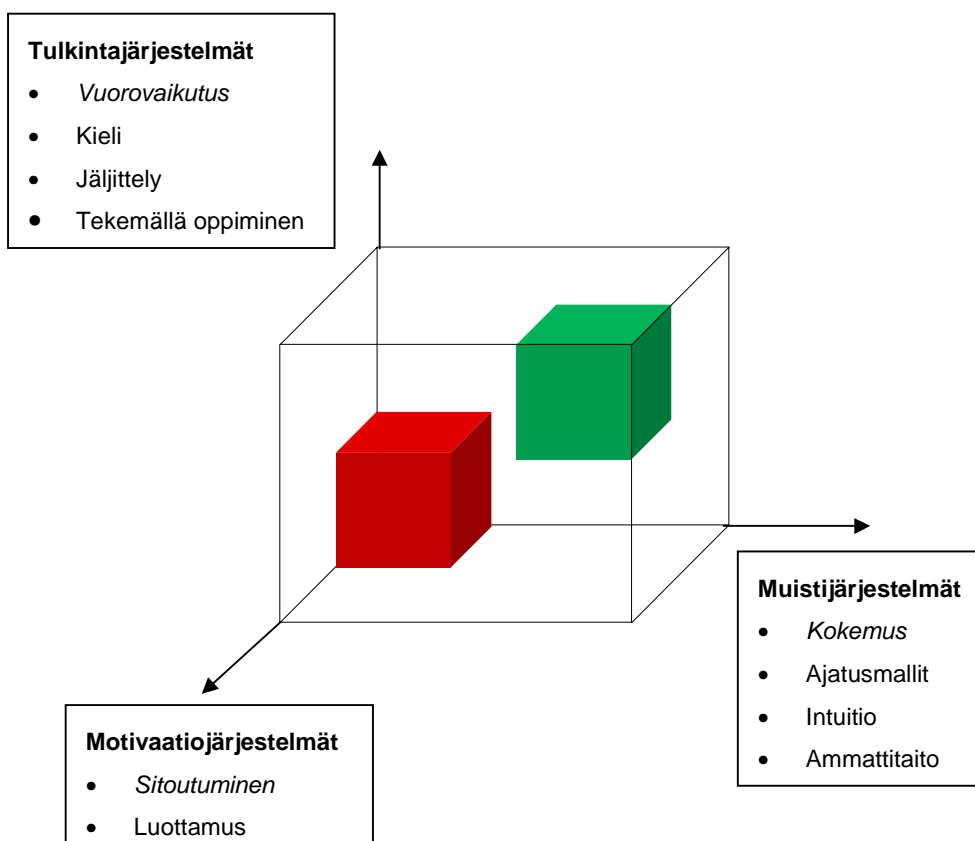 Tulkintajärjestelmät
• Vuorovaikutus
• Kieli
• Jäljittely
• Tekemällä oppiminen
Muistijärjestelmät
• Kokemus
• Ajatusmallit
• Intuitio
• Ammattitaito
Motivaatiojärjestelmät
• Sitoutuminen
• Luottamus